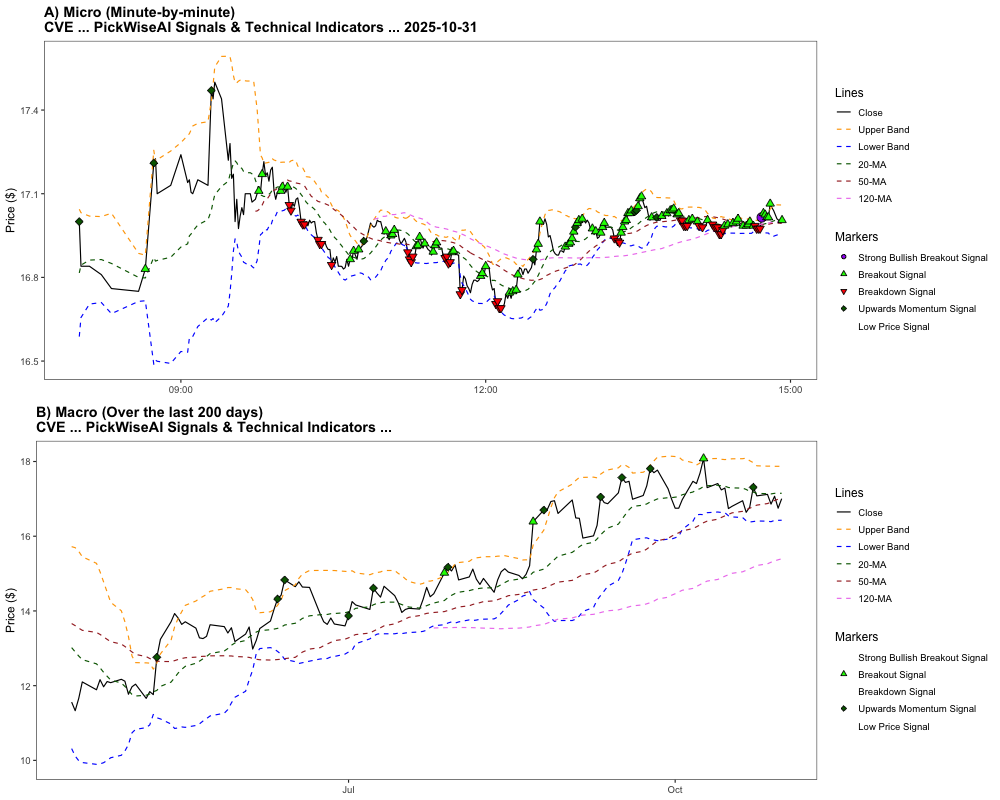 A) Micro (Minute-by-minute)
CVE ... PickWiseAI Signals & Technical Indicators ... 2025-10-31
Price ($)
17.4
17.1
16.8
16.5
09:00
12:00
15:00
Lines
Close
Upper Band
Lower Band
20-MA
50-MA
120-MA
Markers
Strong Bullish Breakout Signal
Breakout Signal
Breakdown Signal
Upwards Momentum Signal
Low Price Signal
B) Macro (Over the last 200 days)
CVE ... PickWiseAI Signals & Technical Indicators ...
Price ($)
18
16
14
12
10
Jul
Oct
Lines
Close
Upper Band
Lower Band
20-MA
50-MA
120-MA
Markers
Strong Bullish Breakout Signal
Breakout Signal
Breakdown Signal
Upwards Momentum Signal
Low Price Signal